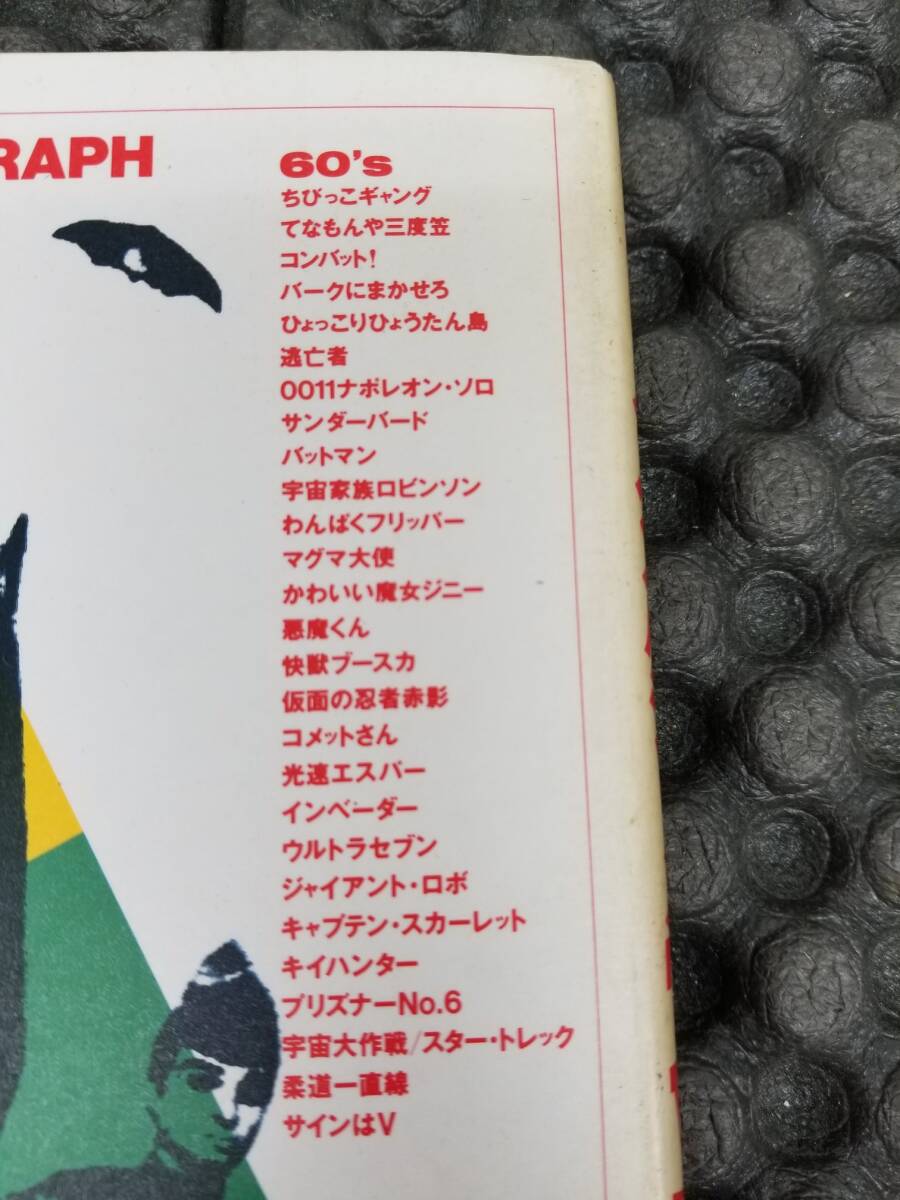 RAPH
60's
ちびっこギャング
てなもんや三度笠
コンバット!
バークにまかせろ
ひょっこりひょうたん島
逃亡者
0011ナポレオン・ソロ
サンダーバード
バットマン
宇宙家族ロビンソン
わんぱくフリッパー
マグマ大使
かわいい魔女ジニー
悪魔くん
快獣ブースカ
仮面の忍者赤影
コメットさん
光速エスパー
インベーダー
ウルトラセブン
ジャイアント・ロボ
キャプテン・スカーレット
キイハンター
プリズナーNo.6
宇宙大作戦/スター・トレック
柔道一直線
サインはV